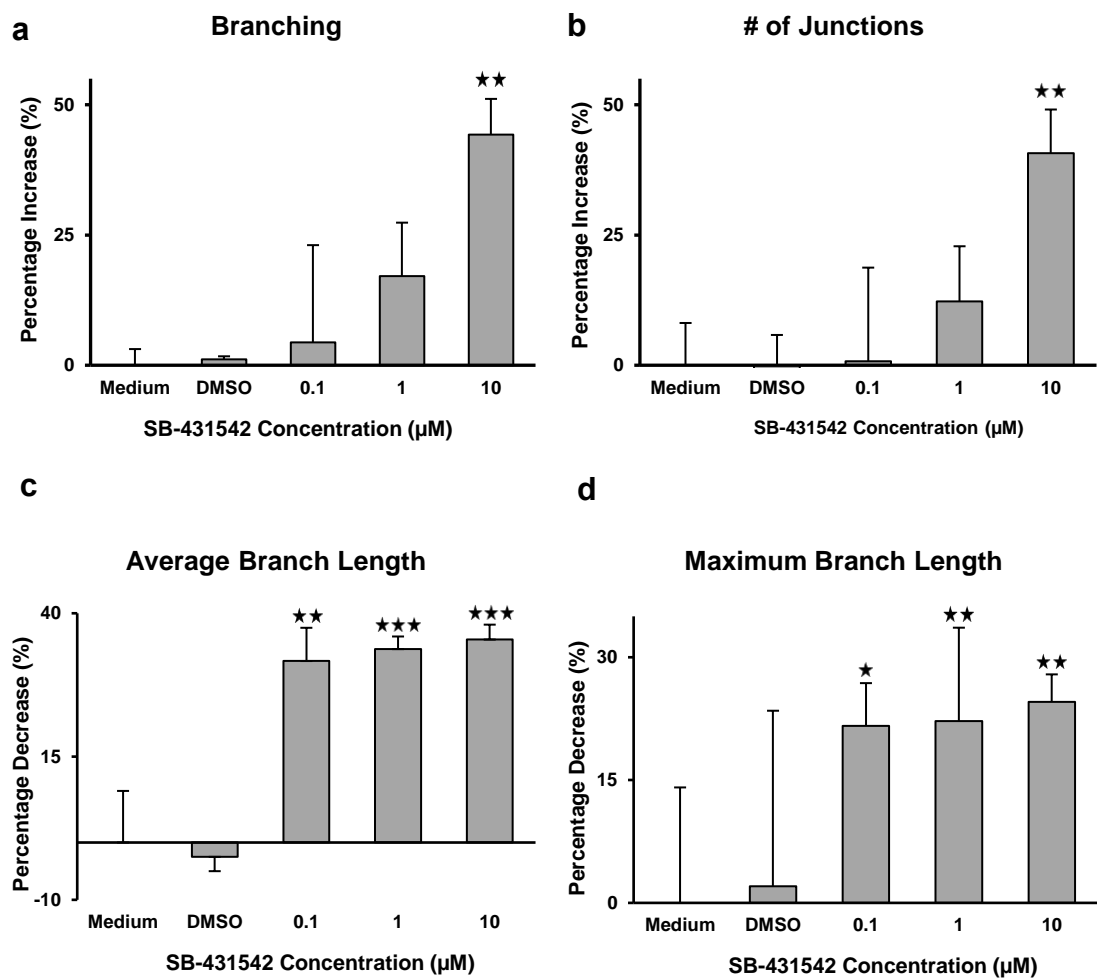 a
Branching
Percentage Increase (%)
50
25
0
★★
Medium DMSO 0.1 1 10
SB-431542 Concentration (µM)
b
# of Junctions
Percentage Increase (%)
50
25
0
★★
Medium DMSO 0.1 1 10
SB-431542 Concentration (µM)
c
Average Branch Length
Percentage Decrease (%)
40
15
-10
★★ ★★★ ★★★
Medium DMSO 0.1 1 10
SB-431542 Concentration (µM)
d
Maximum Branch Length
Percentage Decrease (%)
30
15
0
★ ★★ ★★
Medium DMSO 0.1 1 10
SB-431542 Concentration (µM)